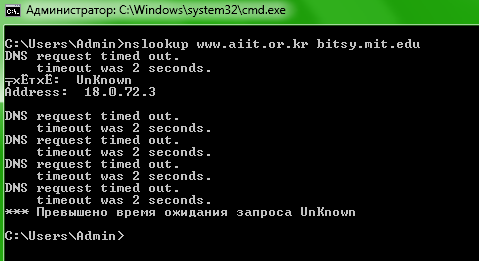 Администратор: C:\Windows\system32\cmd.exe
C:\Users\Admin>nslookup www.aiit.or.kr bitsy.mit.edu
DNS request timed out.
timeout was 2 seconds.
╤хЁтхЁ: UnKnown
Address: 18.0.72.3
DNS request timed out.
timeout was 2 seconds.
DNS request timed out.
timeout was 2 seconds.
DNS request timed out.
timeout was 2 seconds.
DNS request timed out.
timeout was 2 seconds.
*** Превышено время ожидания запроса UnKnown
C:\Users\Admin>